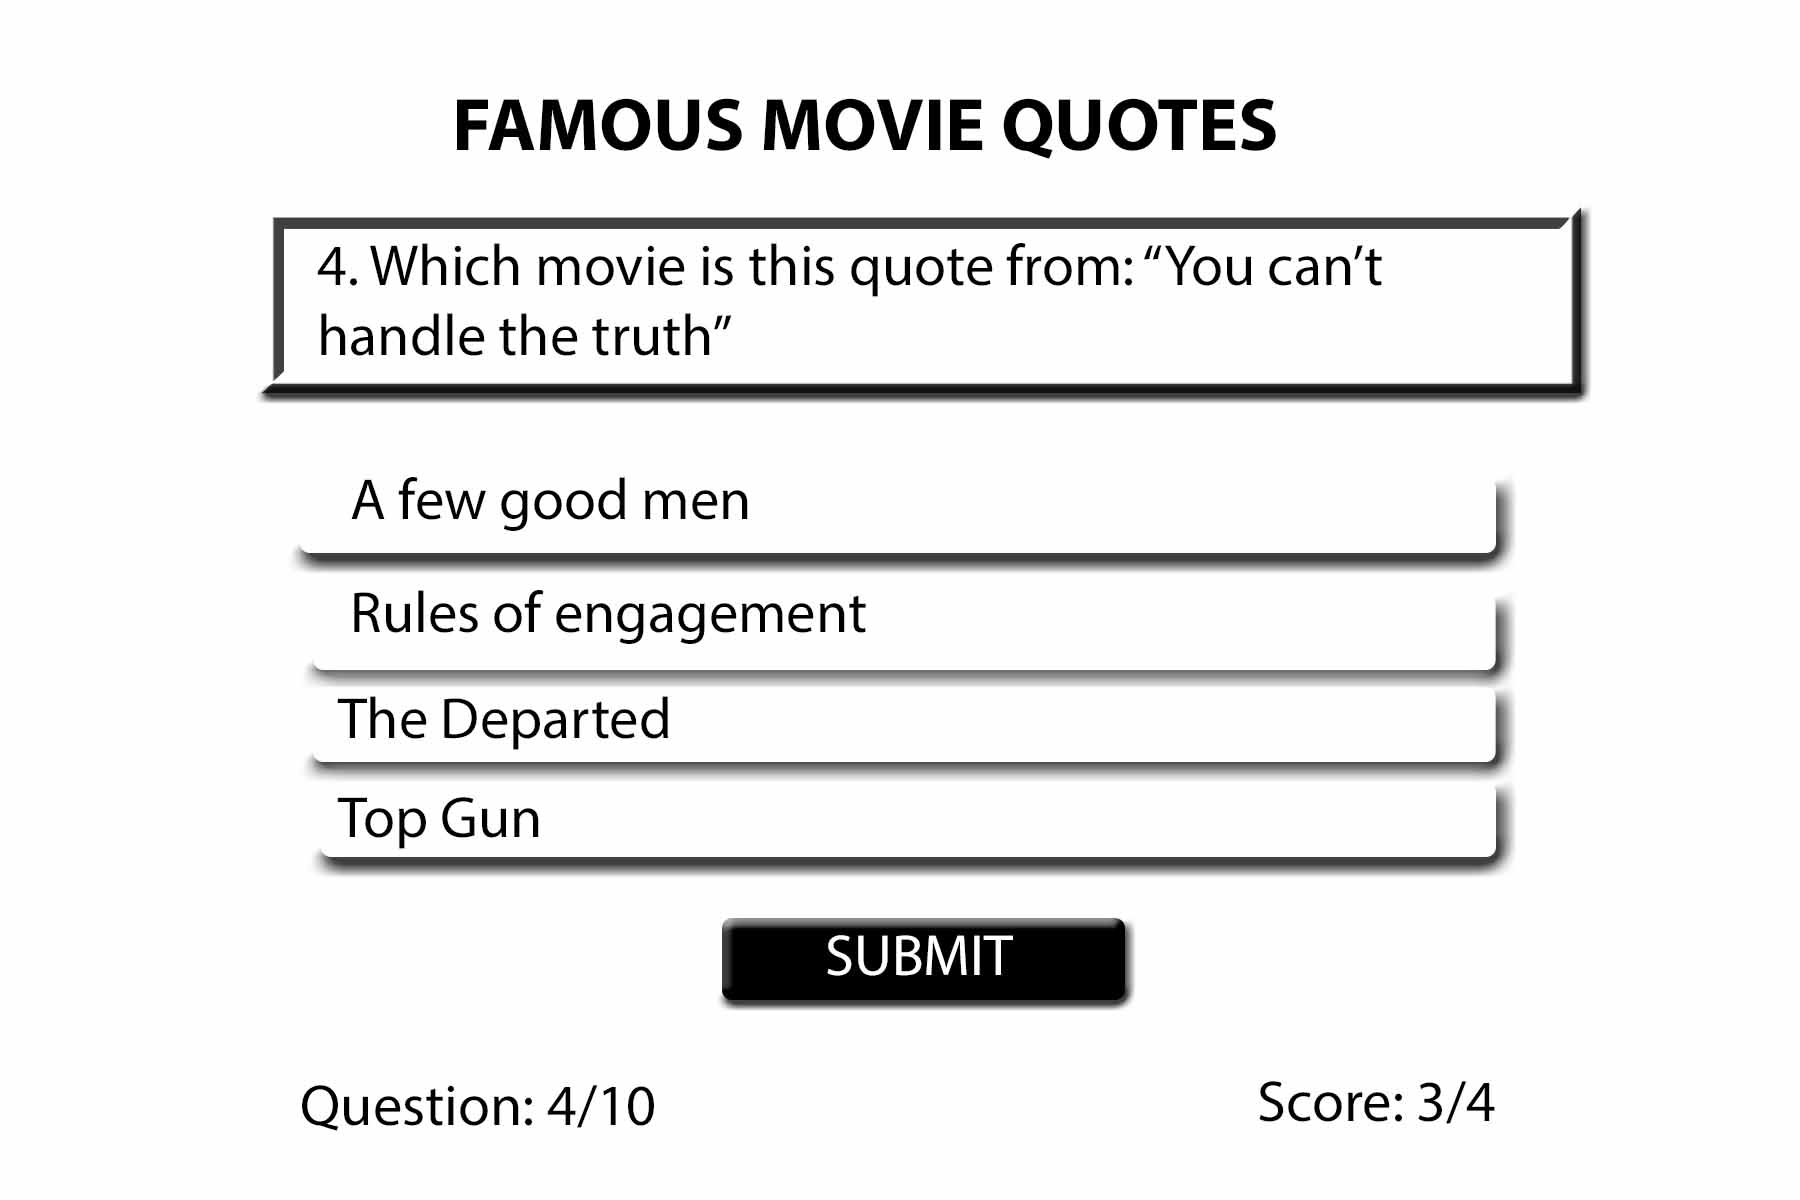 FAMOUS MOVIE QUOTES
4. Which movie is this quote from: “You can’t
handle the truth”
A few good men
Rules of engagement
The Departed
Top Gun
SUBMIT
Question: 4/10
Score: 3/4